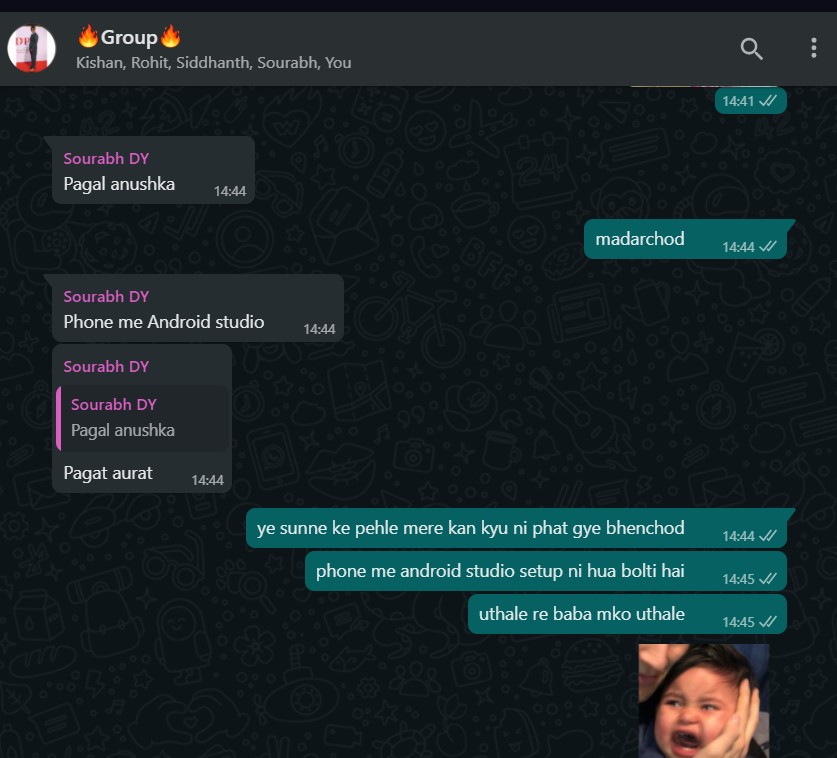 🔥Group🔥
Kishan, Rohit, Siddhanth, Sourabh, You
14:41
Sourabh DY
Pagal anushka
14:44
madarchod
14:44
Sourabh DY
Phone me Android studio
14:44
Sourabh DY
Sourabh DY
Pagal anushka
Pagat aurat
14:44
ye sunne ke pehle mere kan kyu ni phat gye bhenchod
14:44
phone me android studio setup ni hua bolti hai
14:45
uthale re baba mko uthale
14:45